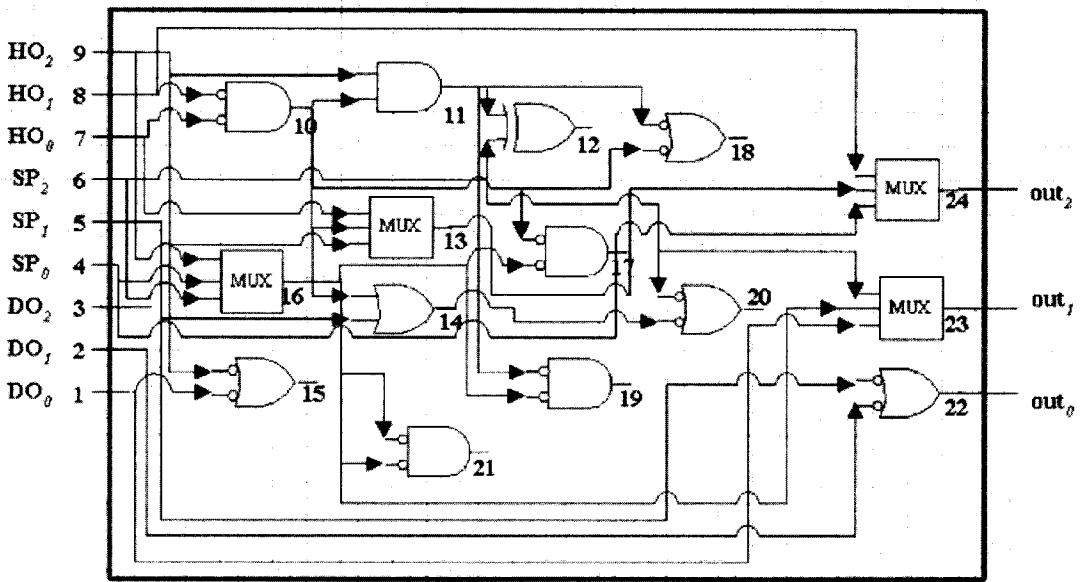 HO₂ 9
HO₁ 8
HO₀ 7
SP₂ 6
SP₁ 5
SP₀ 4
DO₂ 3
DO₁ 2
DO₀ 1
10
11
12
18
MUX
13
MUX
16
14
15
17
20
19
21
MUX
24
out₂
MUX
23
out₁
22
out₀